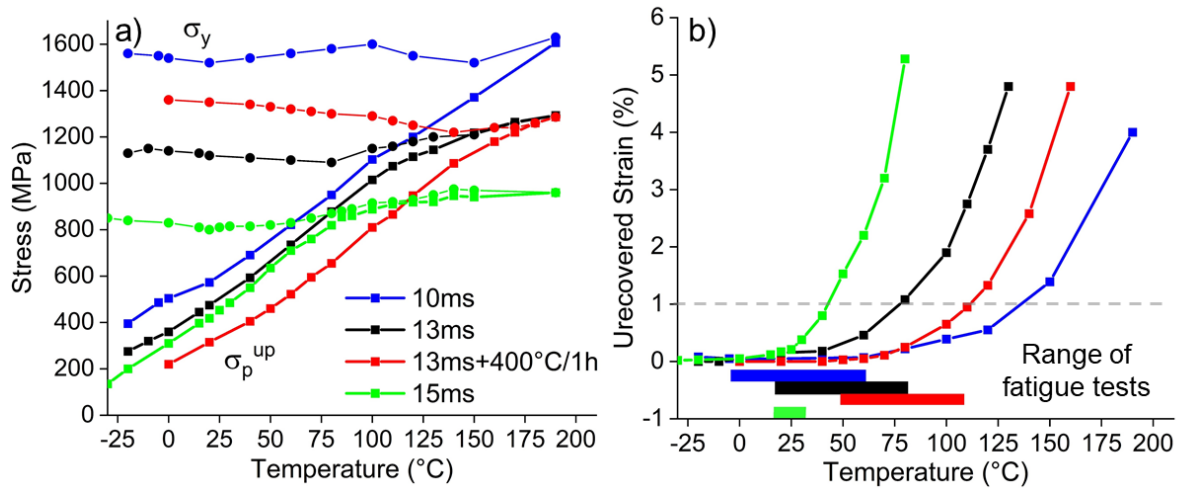 a)
σy
Stress (MPa)
1600
1400
1200
1000
800
600
400
200
0
10ms
13ms
13ms+400°C/1h
15ms
σp up
-25 0 25 50 75 100 125 150 175 200
Temperature (°C)
b)
Urecovered Strain (%)
6
5
4
3
2
1
0
-1
Range of
fatigue tests
-25 0 25 50 75 100 125 150 175 200
Temperature (°C)